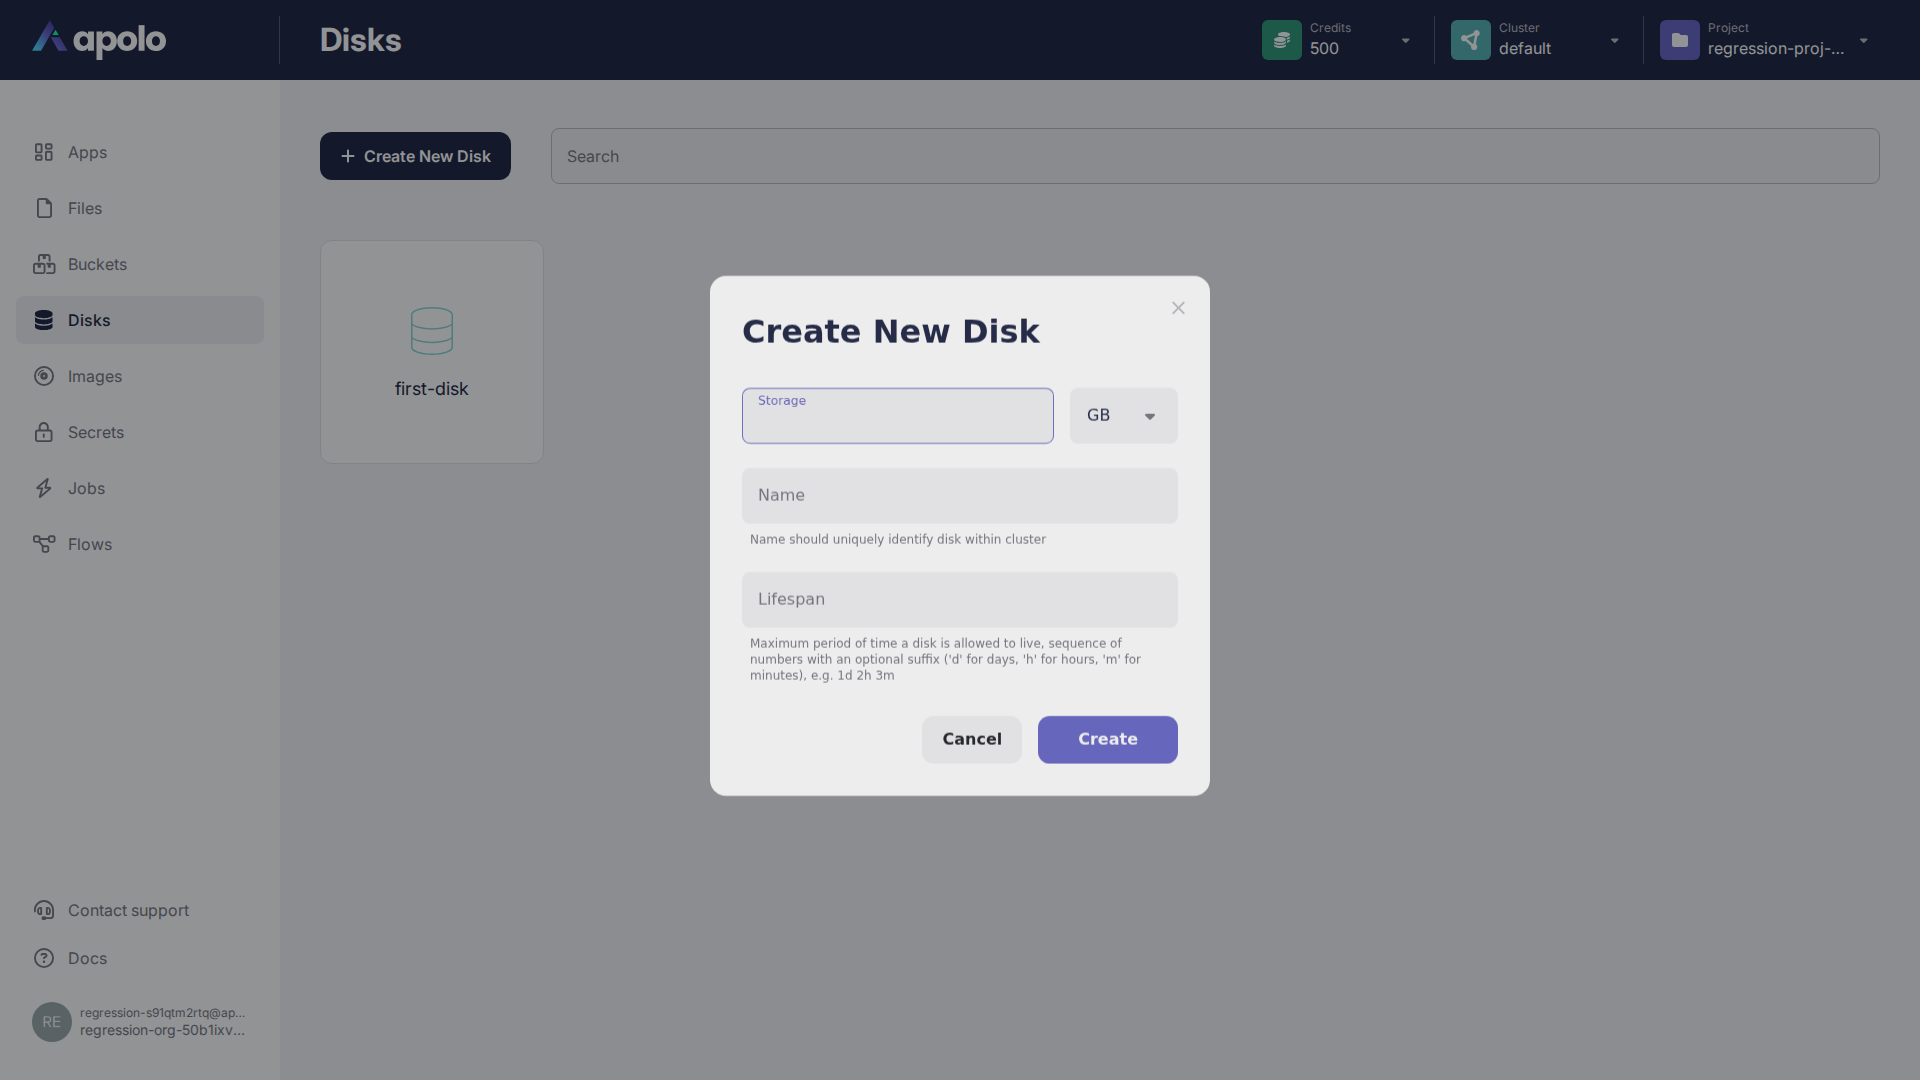 apolo
Disks
Credits
500
Cluster
default
Project
regression-proj-...
Apps
Files
Buckets
Disks
Images
Secrets
Jobs
Flows
Contact support
Docs
RE
regression-s91qtm2rtq@ap...
regression-org-50b1ixv...
Create New Disk
Search
first-disk
Create New Disk
Storage
GB
Name
Name should uniquely identify disk within cluster
Lifespan
Maximum period of time a disk is allowed to live, sequence of
numbers with an optional suffix ('d' for days, 'h' for hours, 'm' for
minutes), e.g. 1d 2h 3m
Cancel
Create